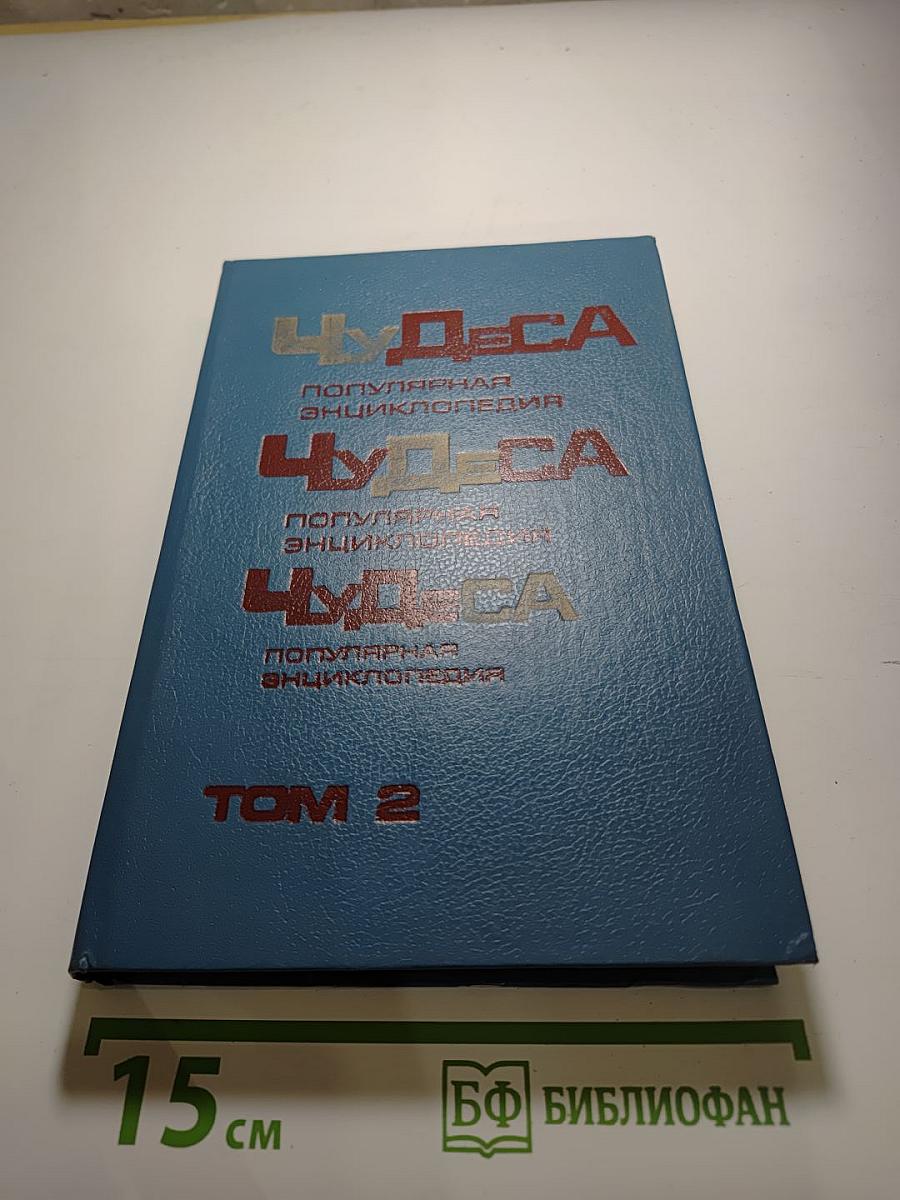 ЧуДеСА
ПОПУЛЯРНАЯ
ЭНЦИКЛОПЕДИЯ
ЧуДеСА
ПОПУЛЯРНАЯ
ЭНЦИКЛОПЕДИЯ
ЧуДеСА
ПОПУЛЯРНАЯ
ЭНЦИКЛОПЕДИЯ
ТОМ 2
15 см
БФ БИБЛИОФАН